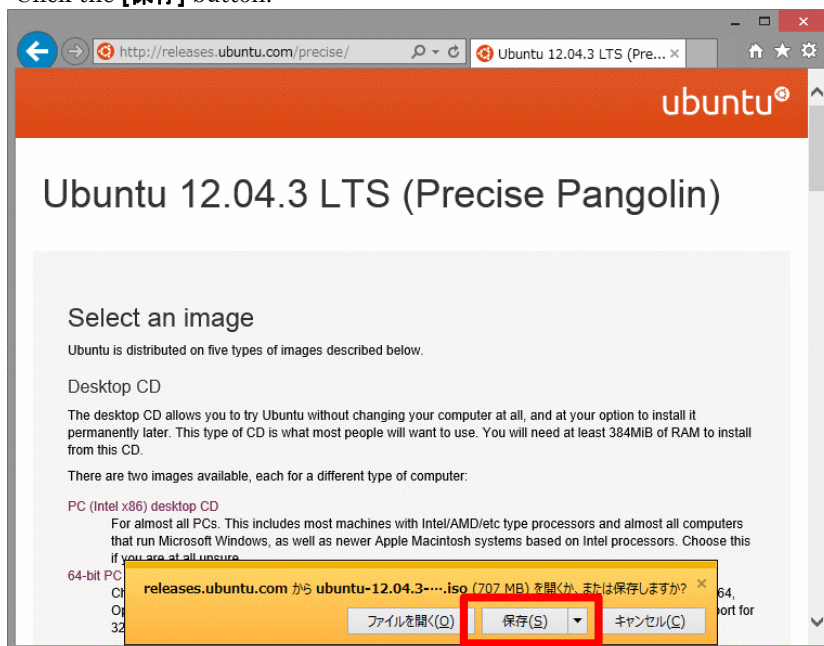 Click the [保存] button.
http://releases.ubuntu.com/precise/
Ubuntu 12.04.3 LTS (Pre...
ubuntu
Ubuntu 12.04.3 LTS (Precise Pangolin)
Select an image
Ubuntu is distributed on five types of images described below.
Desktop CD
The desktop CD allows you to try Ubuntu without changing your computer at all, and at your option to install it
permanently later. This type of CD is what most people will want to use. You will need at least 384MiB of RAM to install
from this CD.
There are two images available, each for a different type of computer:
PC (Intel x86) desktop CD
For almost all PCs. This includes most machines with Intel/AMD/etc type processors and almost all computers
that run Microsoft Windows, as well as newer Apple Macintosh systems based on Intel processors. Choose this
if you are at all unsure.
64-bit PC
releases.ubuntu.com から ubuntu-12.04.3-….iso (707 MB) を開くか、または保存しますか?
64,
ファイルを開く(O) 保存(S) キャンセル(C)
for
32